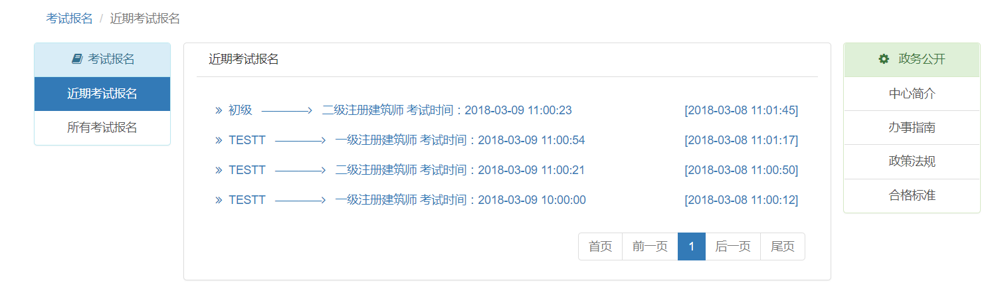 考试报名 / 近期考试报名
考试报名
近期考试报名
所有考试报名
近期考试报名
» 初级 二级注册建筑师 考试时间：2018-03-09 11:00:23 [2018-03-08 11:01:45]
» TESTT 一级注册建筑师 考试时间：2018-03-09 11:00:54 [2018-03-08 11:01:17]
» TESTT 二级注册建筑师 考试时间：2018-03-09 11:00:21 [2018-03-08 11:00:50]
» TESTT 一级注册建筑师 考试时间：2018-03-09 10:00:00 [2018-03-08 11:00:12]
首页 前一页 1 后一页 尾页
政务公开
中心简介
办事指南
政策法规
合格标准